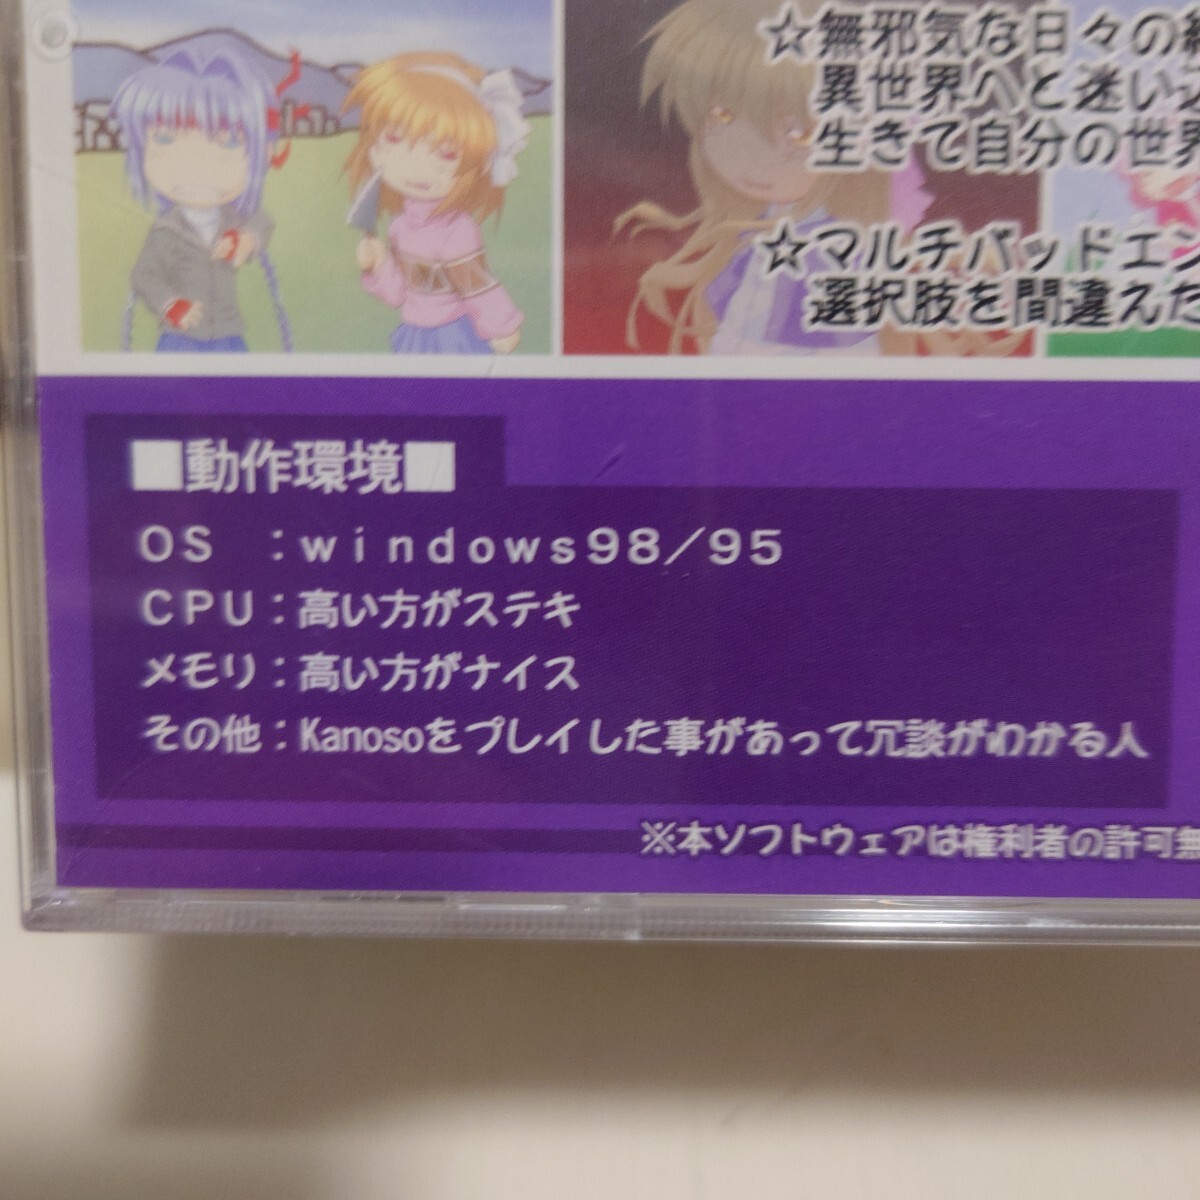 ☆無邪気な日々の
異世界へと迷い
生きて自分の世界
☆マルチバッドエン
選択肢を間違えた
■動作環境■
OS :windows98/95
CPU:高い方がステキ
メモリ:高い方がナイス
その他:Kanosoをプレイした事があって冗談がわかる人
※本ソフトウェアは権利者の許可無